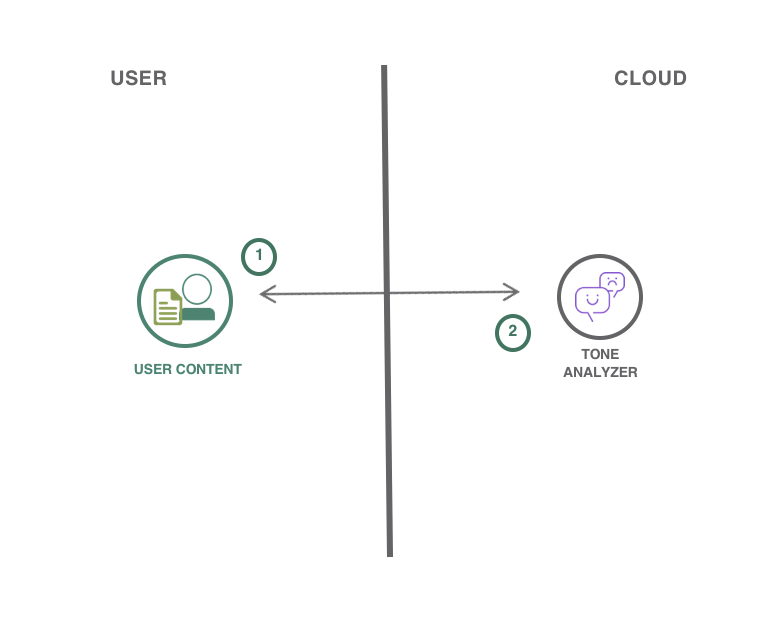 USER
CLOUD
1
2
TONE
ANALYZER
USER CONTENT